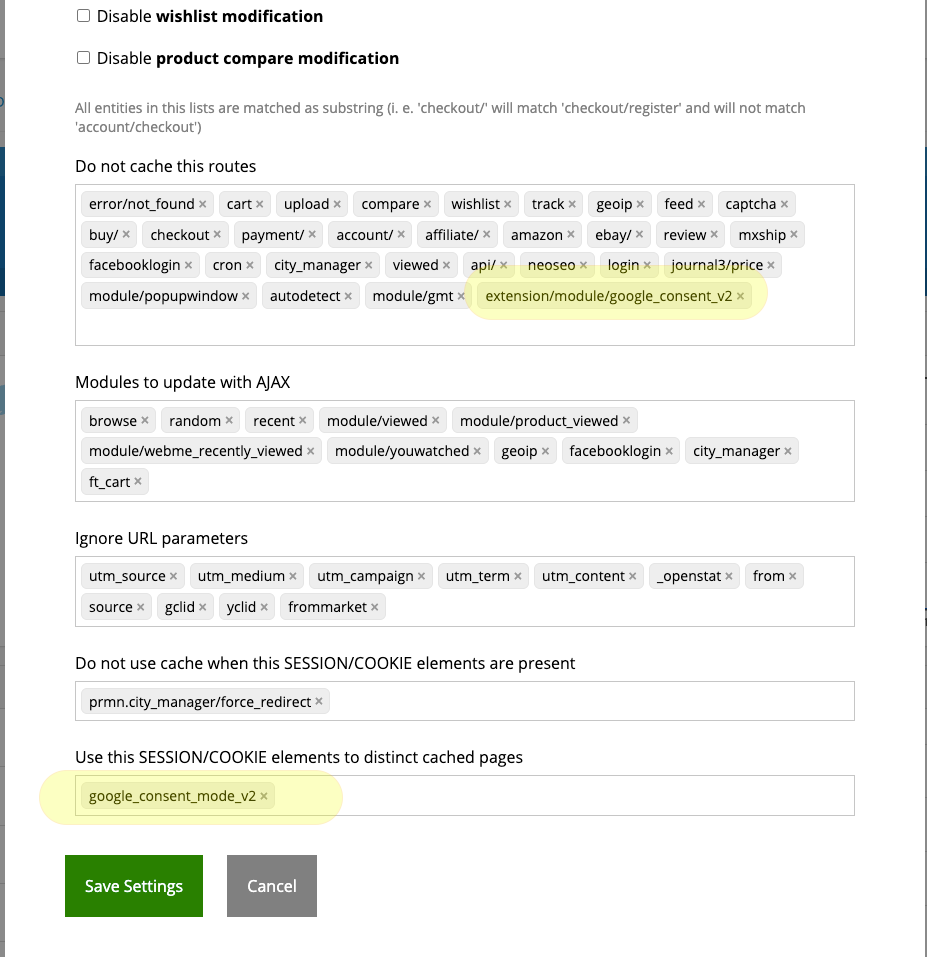 Disable wishlist modification
Disable product compare modification
All entities in this lists are matched as substring (i. e. 'checkout/' will match 'checkout/register' and will not match
'account/checkout')
Do not cache this routes
error/not_found × cart × upload × compare × wishlist × track × geoip × feed × captcha ×
buy/ × checkout × payment/ × account/ × affiliate/ × amazon × ebay/ × review × mxship ×
facebooklogin × cron × city_manager × viewed × api/ × neoseo × login × journal3/price ×
module/popupwindow × autodetect × module/gmt × extension/module/google_consent_v2 ×
Modules to update with AJAX
browse × random × recent × module/viewed × module/product_viewed ×
module/webme_recently_viewed × module/youwatched × geoip × facebooklogin × city_manager ×
ft_cart ×
Ignore URL parameters
utm_source × utm_medium × utm_campaign × utm_term × utm_content × _openstat × from ×
source × gclid × yclid × frommarket ×
Do not use cache when this SESSION/COOKIE elements are present
prmn.city_manager/force_redirect ×
Use this SESSION/COOKIE elements to distinct cached pages
google_consent_mode_v2 ×
Save Settings Cancel